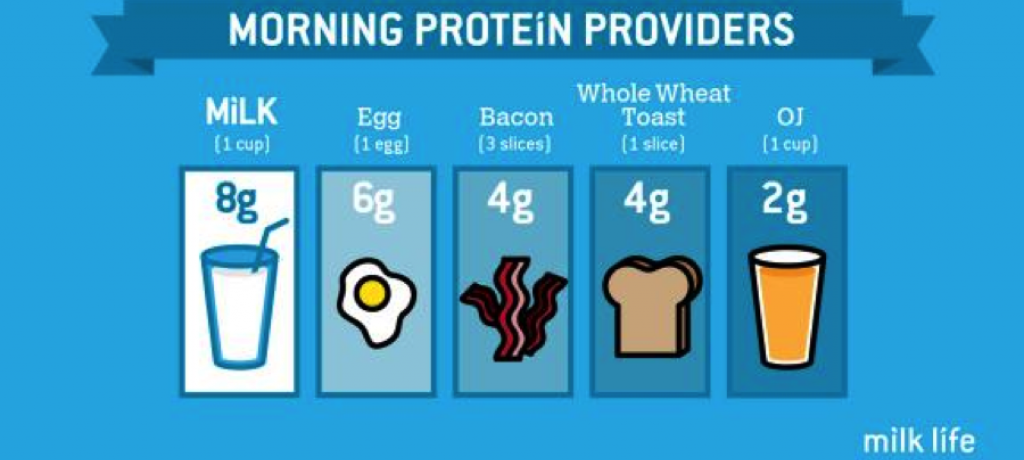 MORNING PROTEíN PROVIDERS
MiLK
(1 cup)
8g
Egg
(1 egg)
6g
Bacon
(3 slices)
4g
Whole Wheat
Toast
(1 slice)
4g
OJ
(1 cup)
2g
milk life